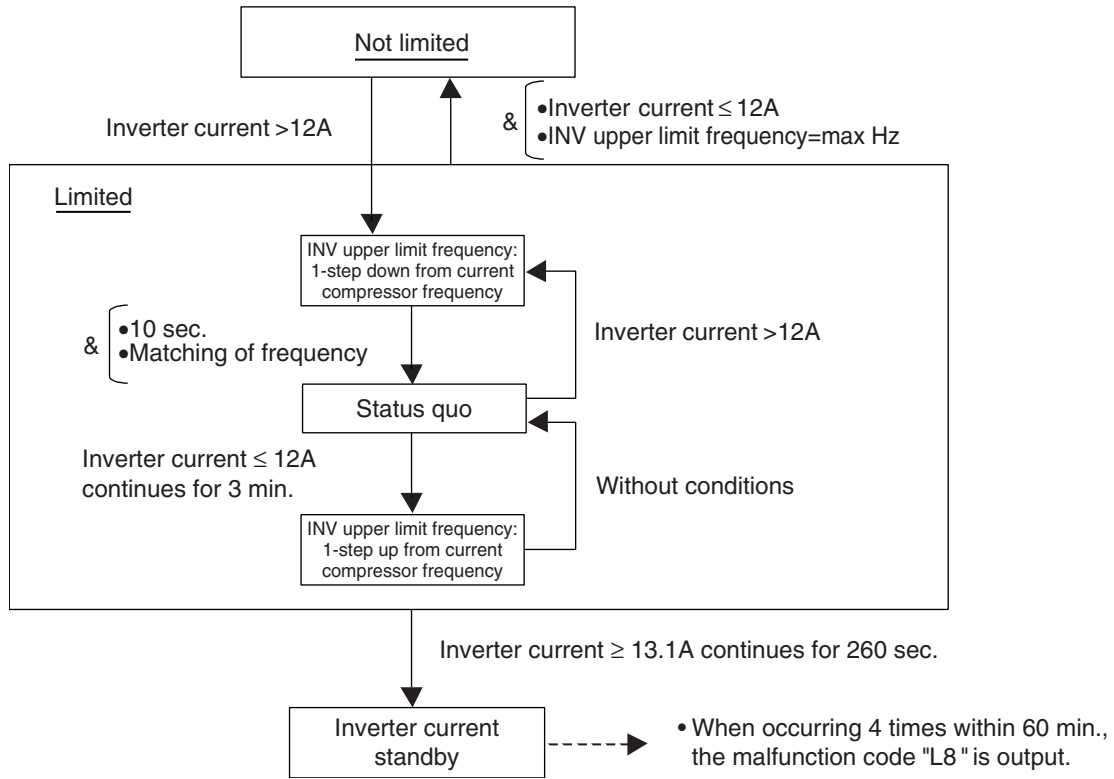 Not limited
Inverter current >12A
&
•Inverter current ≤ 12A
•INV upper limit frequency=max Hz
Limited
INV upper limit frequency:
1-step down from current
compressor frequency
&
•10 sec.
•Matching of frequency
Inverter current >12A
Status quo
Inverter current ≤ 12A
continues for 3 min.
Without conditions
INV upper limit frequency:
1-step up from current
compressor frequency
Inverter current ≥ 13.1A continues for 260 sec.
Inverter current
standby
• When occurring 4 times within 60 min.,
the malfunction code "L8" is output.